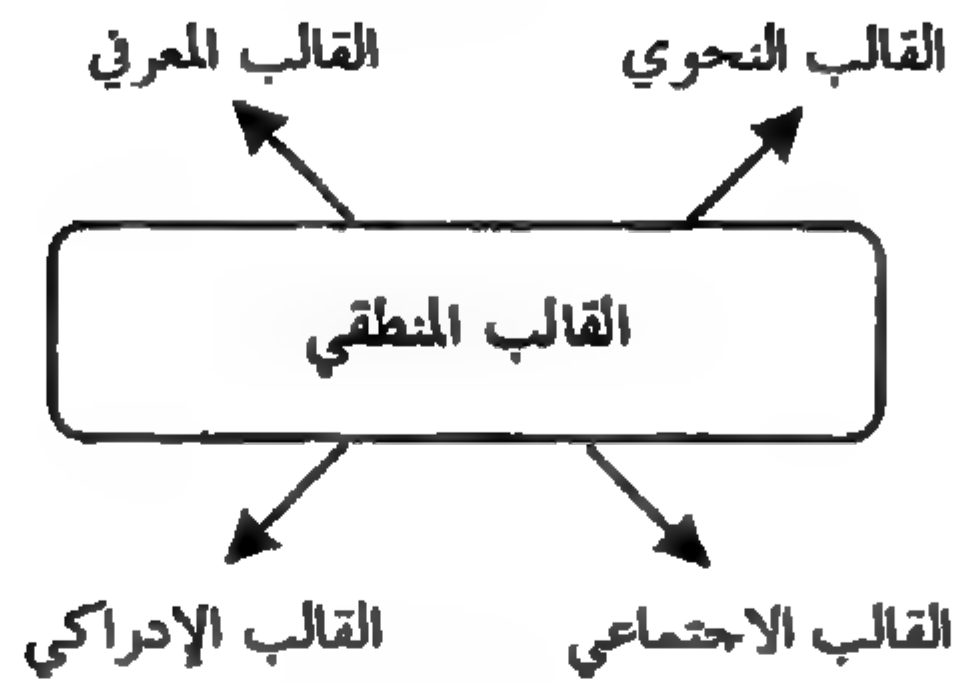 القالب النحوي
القالب المعرفي
القالب المنطقي
القالب الاجتماعي
القالب الإدراكي